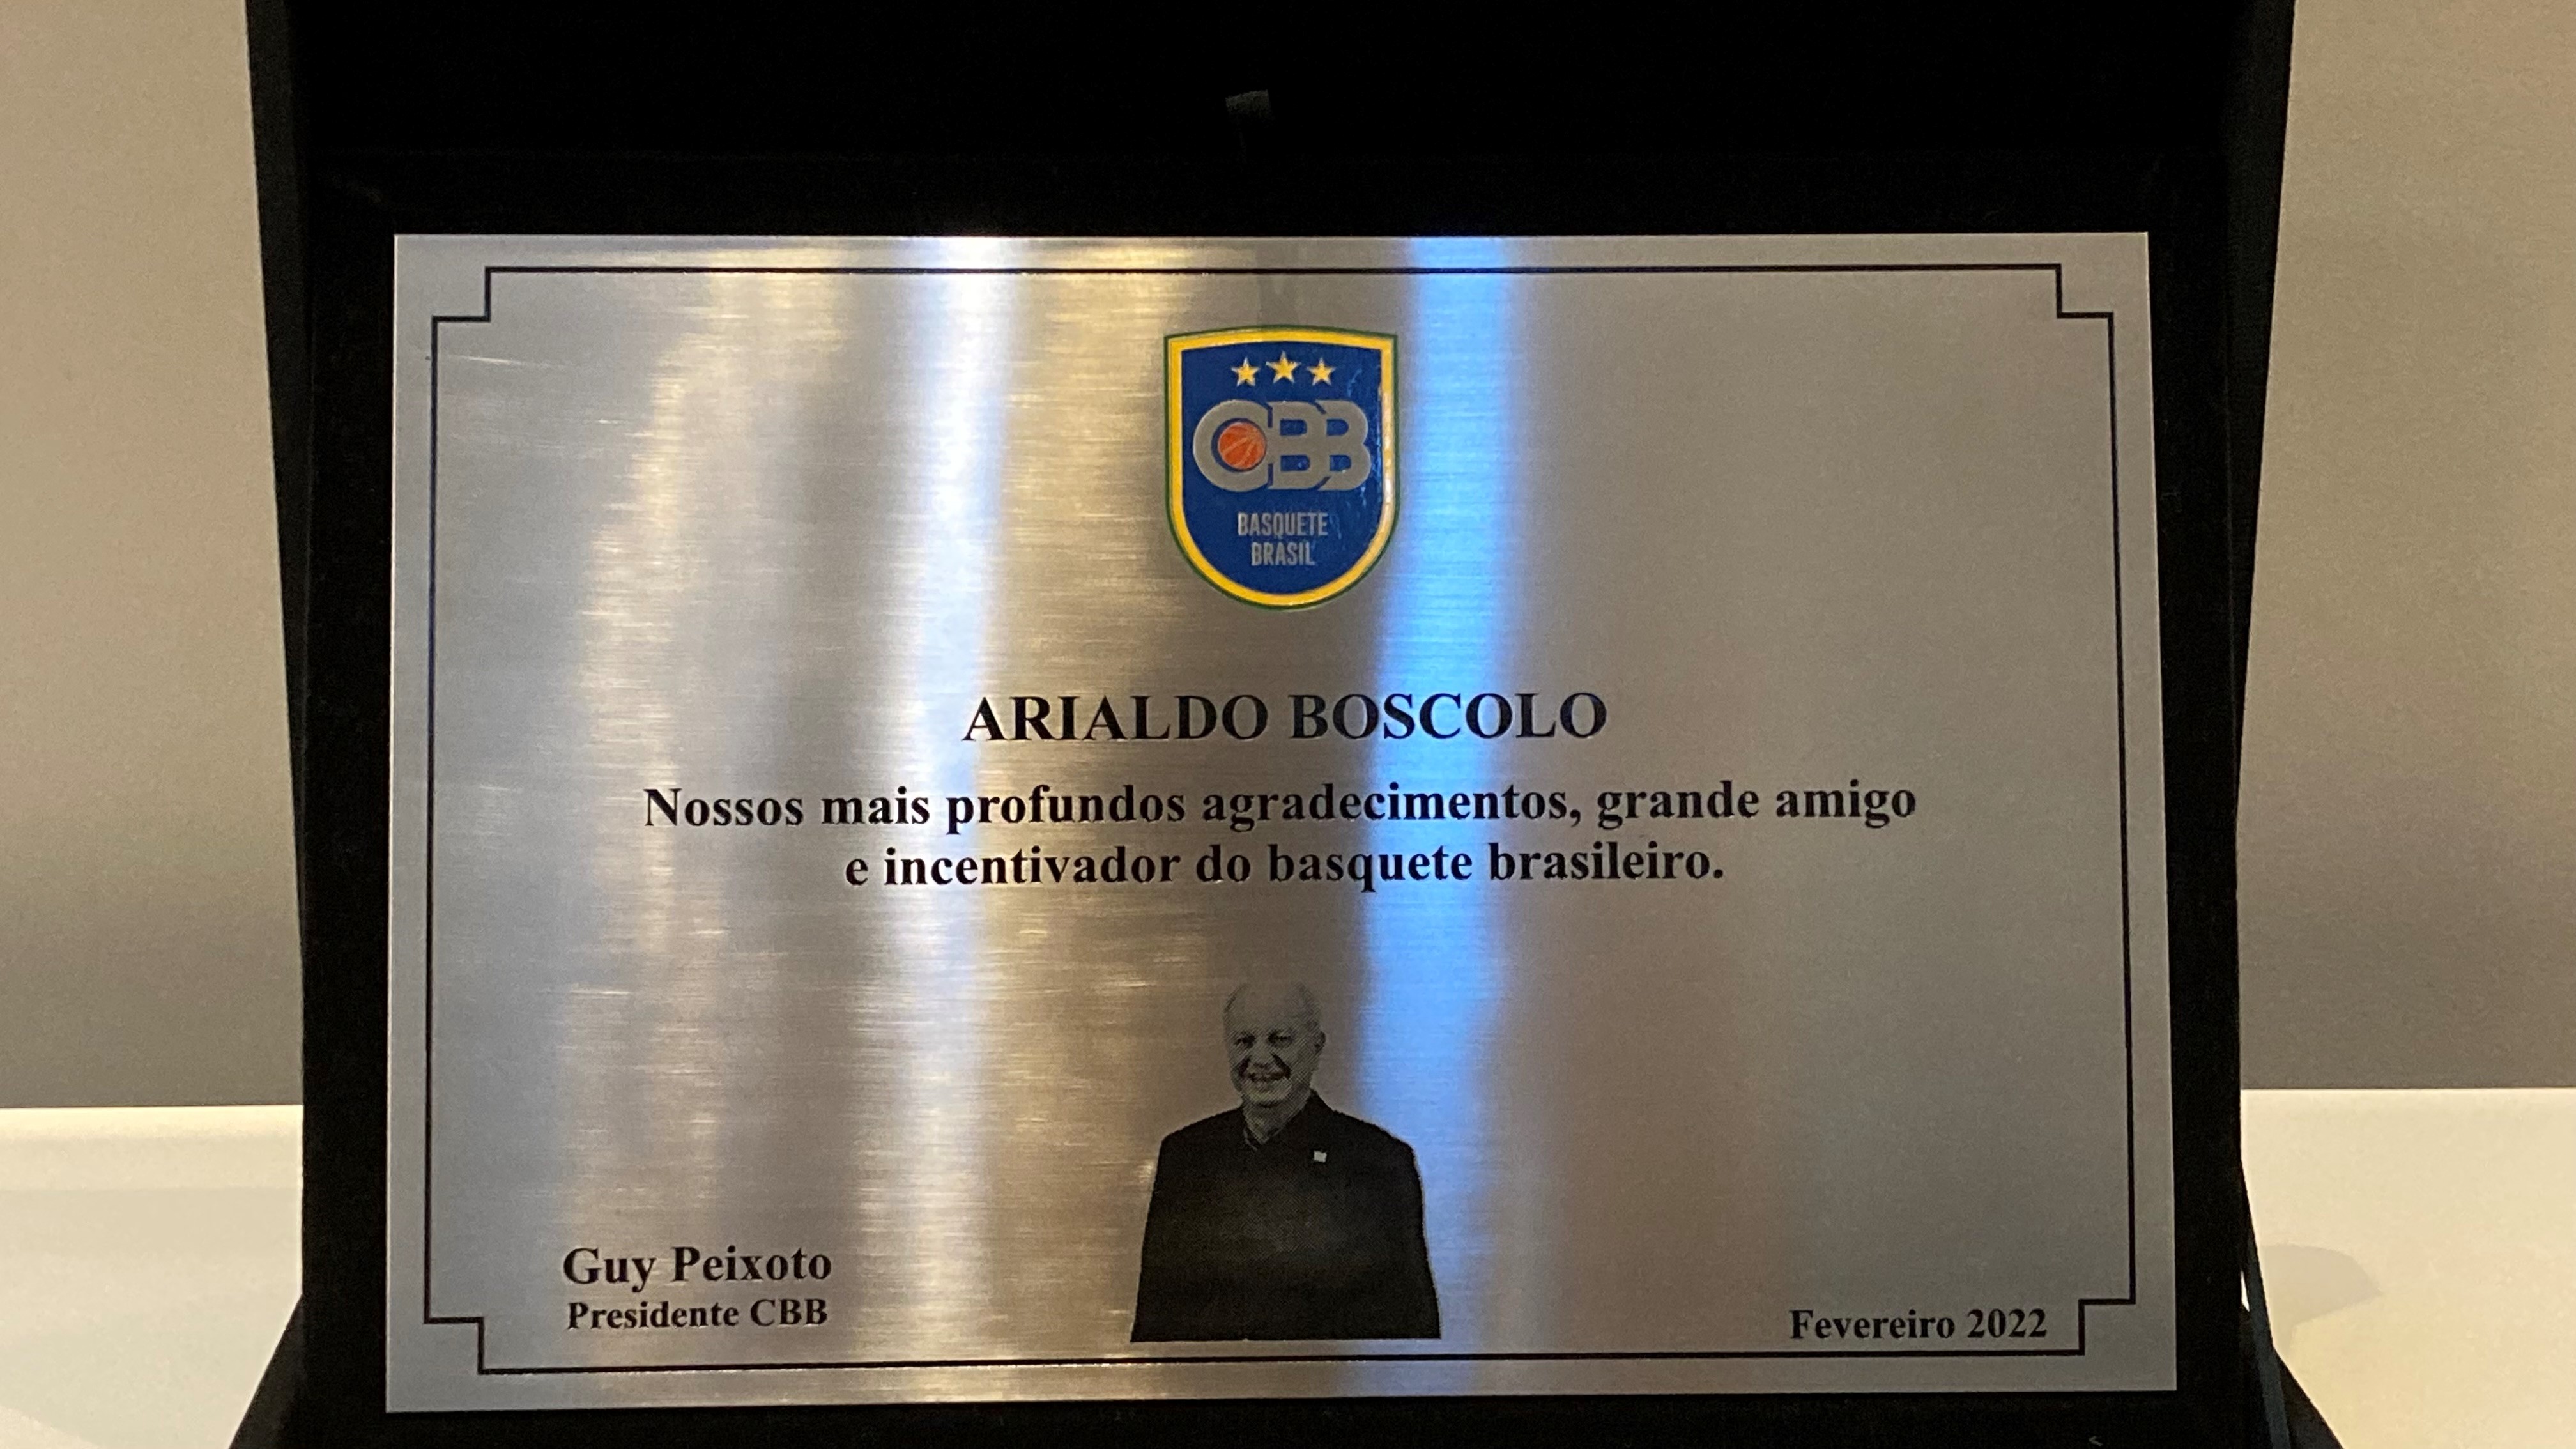 CBB
BASQUETE
BRASIL
ARIALDO BOSCOLO
Nossos mais profundos agradecimentos, grande amigo
e incentivador do basquete brasileiro.
Guy Peixoto
Presidente CBB
Fevereiro 2022